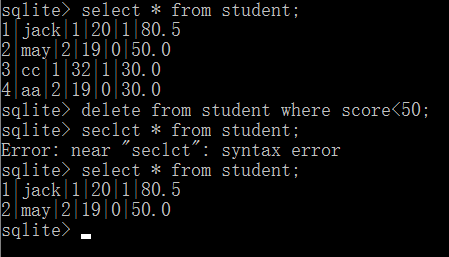 sqlite> select * from student;
1|jack|1|20|1|80.5
2|may|2|19|0|50.0
3|cc|1|32|1|30.0
4|aa|2|19|0|30.0
sqlite> delete from student where score<50;
sqlite> seclct * from student;
Error: near "seclct": syntax error
sqlite> select * from student;
1|jack|1|20|1|80.5
2|may|2|19|0|50.0
sqlite>